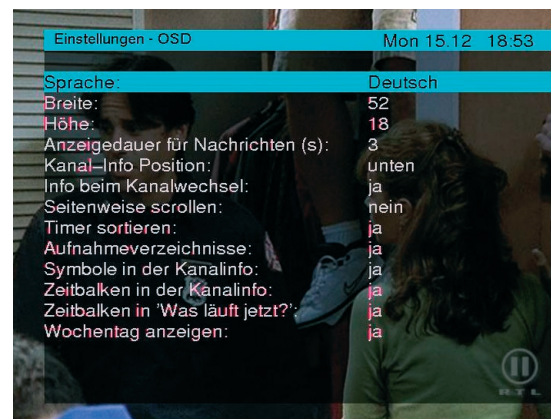 Einstellungen - OSD Mon 15.12 18:53
Sprache: Deutsch
Breite: 52
Höhe: 18
Anzeigedauer für Nachrichten (s): 3
Kanal–Info Position: unten
Info beim Kanalwechsel: ja
Seitenweise scrollen: nein
Timer sortieren: ja
Aufnahmeverzeichnisse: ja
Symbole in der Kanalinfo: ja
Zeitbalken in der Kanalinfo: ja
Zeitbalken in 'Was läuft jetzt?': ja
Wochentag anzeigen: ja
II
RTL